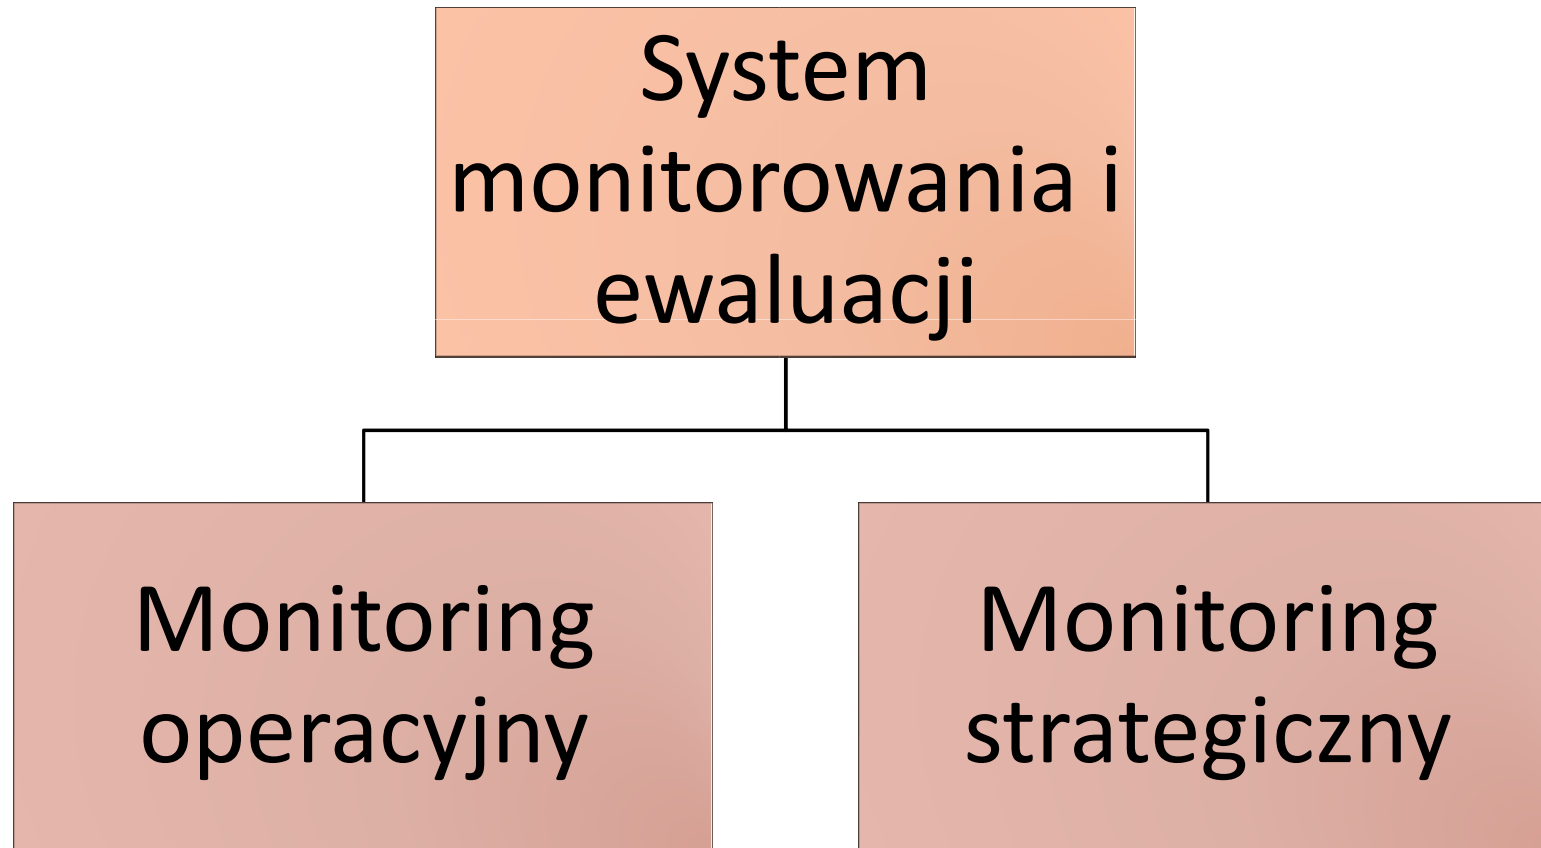 System
monitorowania i
ewaluacji
Monitoring
operacyjny
Monitoring
strategiczny